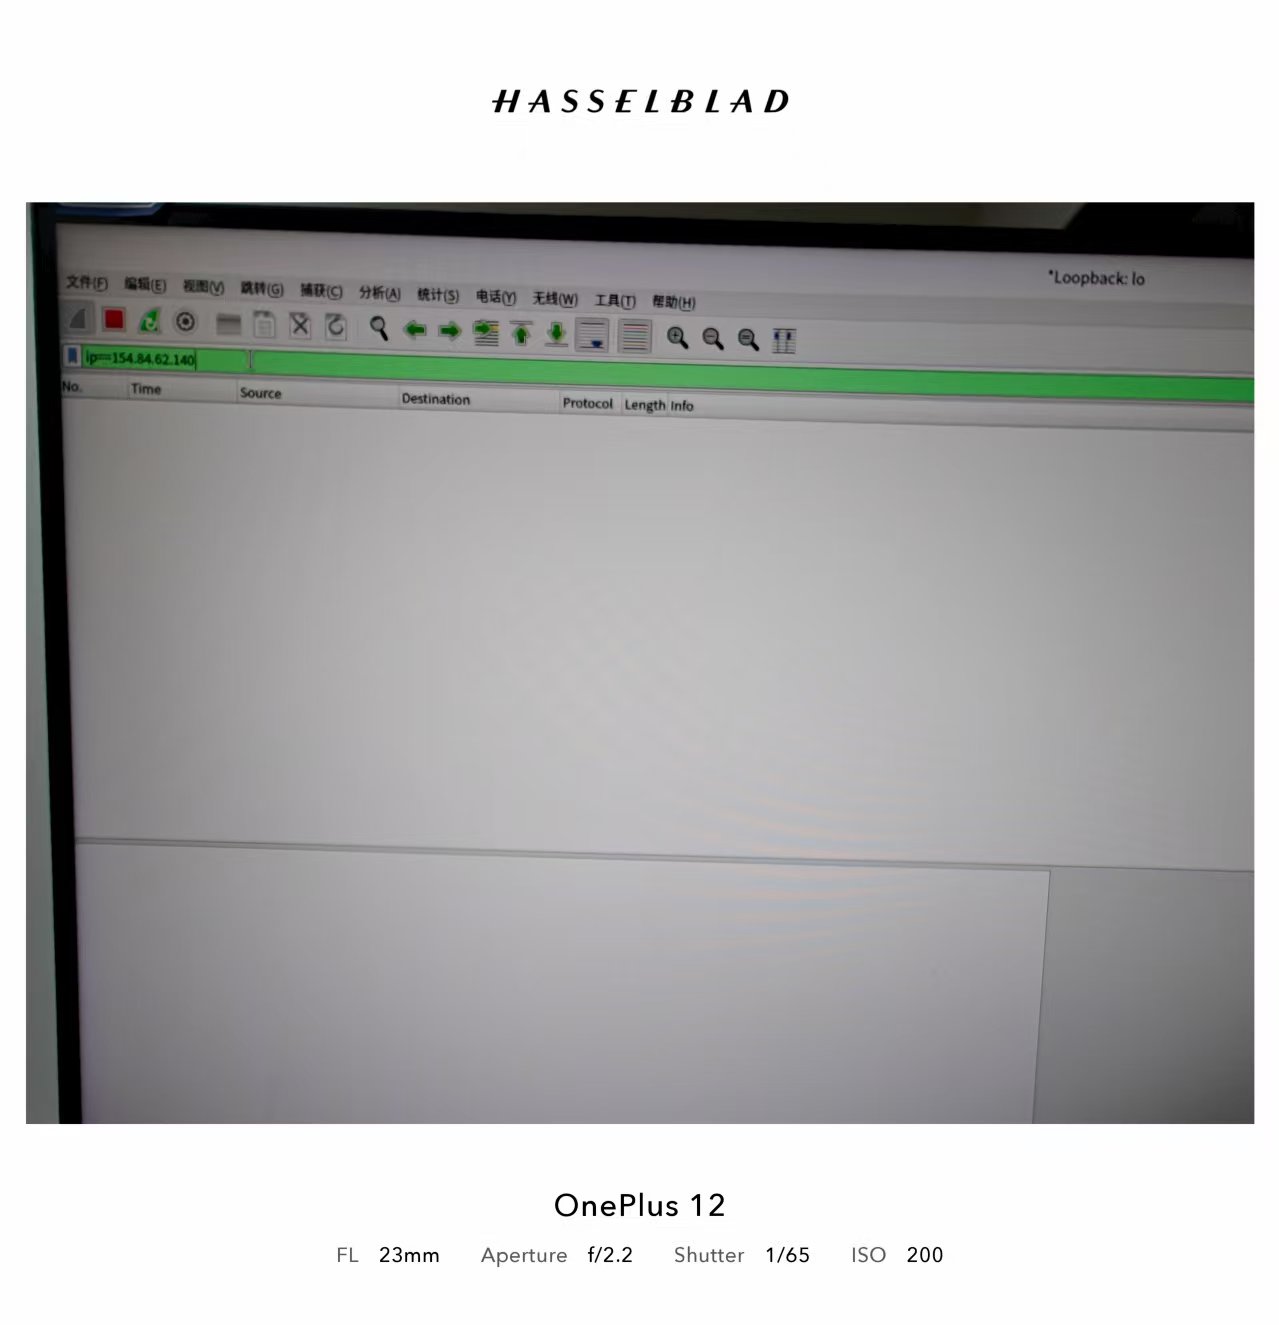 HASSELBLAD
*Loopback: lo
文件(F) 编辑(E) 视图(V) 跳转(G) 捕获(C) 分析(A) 统计(S) 电话(Y) 无线(W) 工具(T) 帮助(H)
ip==154.84.62.140
No. Time Source Destination Protocol Length Info
OnePlus 12
FL 23mm Aperture f/2.2 Shutter 1/65 ISO 200